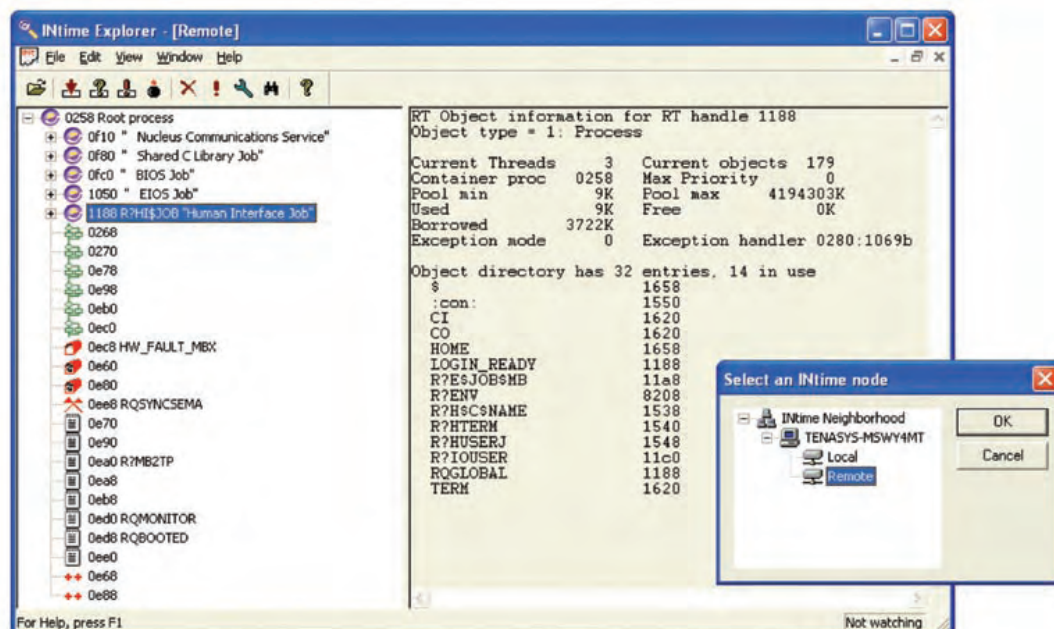 INtime Explorer - [Remote]
File Edit View Window Help
0258 Root process
0f10 " Nucleus Communications Service"
0f80 " Shared C Library Job"
0fc0 " BIOS Job"
1050 " EIOS Job"
1188 R?HI$JOB "Human Interface Job"
0268
0270
0e78
0e98
0eb0
0ec0
0ec8 HW_FAULT_MBX
0e60
0e80
0ee8 RQSYNCSEMA
0e70
0e90
0ea0 R?MB2TP
0ea8
0eb8
0ed0 RQMONITOR
0ed8 RQBOOTED
0ee0
0e68
0e88
RT Object information for RT handle 1188
Object type = 1: Process
Current Threads 3 Current objects 179
Container proc 0258 Max Priority 0
Pool min 9K Pool max 4194303K
Used 9K Free 0K
Borrowed 3722K
Exception mode 0 Exception handler 0280:1069b
Object directory has 32 entries, 14 in use
$ 1658
:con: 1550
CI 1620
CO 1620
HOME 1658
LOGIN_READY 1188
R?E$JOB$MB 11a8
R?ENV 8208
R?H$C$NAME 1538
R?HTERM 1540
R?HUSERJ 1548
R?IOUSER 11c0
RQGLOBAL 1188
TERM 1620
Select an INtime node
INtime Neighborhood
TENASYS-MSWY4MT
Local
Remote
OK
Cancel
For Help, press F1
Not watching